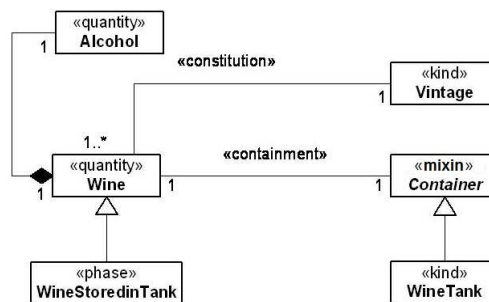 «quantity»
Alcohol
1
1
«constitution»
«kind»
Vintage
1
1..*
«quantity»
Wine
1
1
«containment»
1
«mixin»
Container
«phase»
WineStoredinTank
«kind»
WineTank